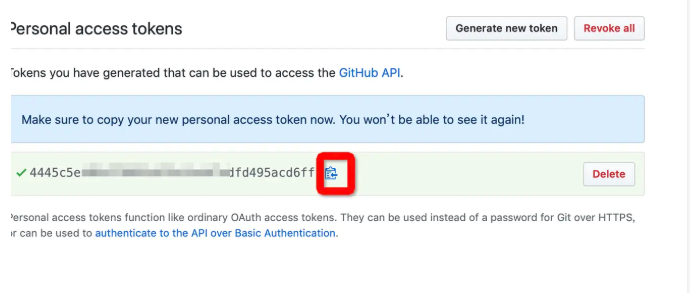 Personal access tokens
Generate new token
Revoke all
Tokens you have generated that can be used to access the GitHub API.
Make sure to copy your new personal access token now. You won't be able to see it again!
4445c5e dfd495acd6ff
Delete
Personal access tokens function like ordinary OAuth access tokens. They can be used instead of a password for Git over HTTPS,
or can be used to authenticate to the API over Basic Authentication.